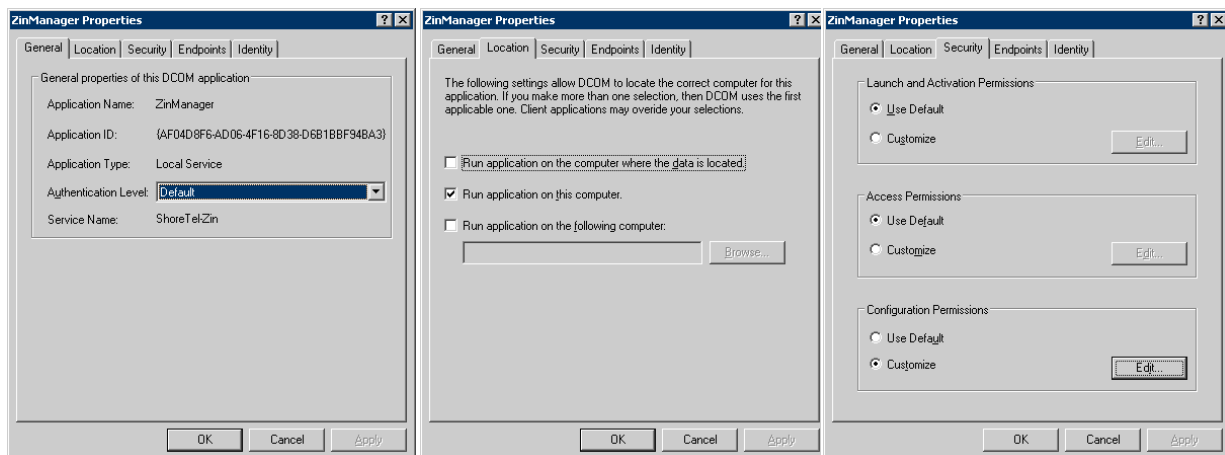 ZinManager Properties
General Location Security Endpoints Identity
General properties of this DCOM application
Application Name: ZinManager
Application ID: {AF04D8F6-AD06-4F16-8D38-D6B1BBF94BA3}
Application Type: Local Service
Authentication Level: Default
Service Name: ShoreTel-Zin
OK Cancel Apply
ZinManager Properties
General Location Security Endpoints Identity
The following settings allow DCOM to locate the correct computer for this
application. If you make more than one selection, then DCOM uses the first
applicable one. Client applications may overide your selections.
Run application on the computer where the data is located.
Run application on this computer.
Run application on the following computer:
Browse...
OK Cancel Apply
ZinManager Properties
General Location Security Endpoints Identity
Launch and Activation Permissions
Use Default
Customize Edit...
Access Permissions
Use Default
Customize Edit...
Configuration Permissions
Use Default
Customize Edit...
OK Cancel Apply